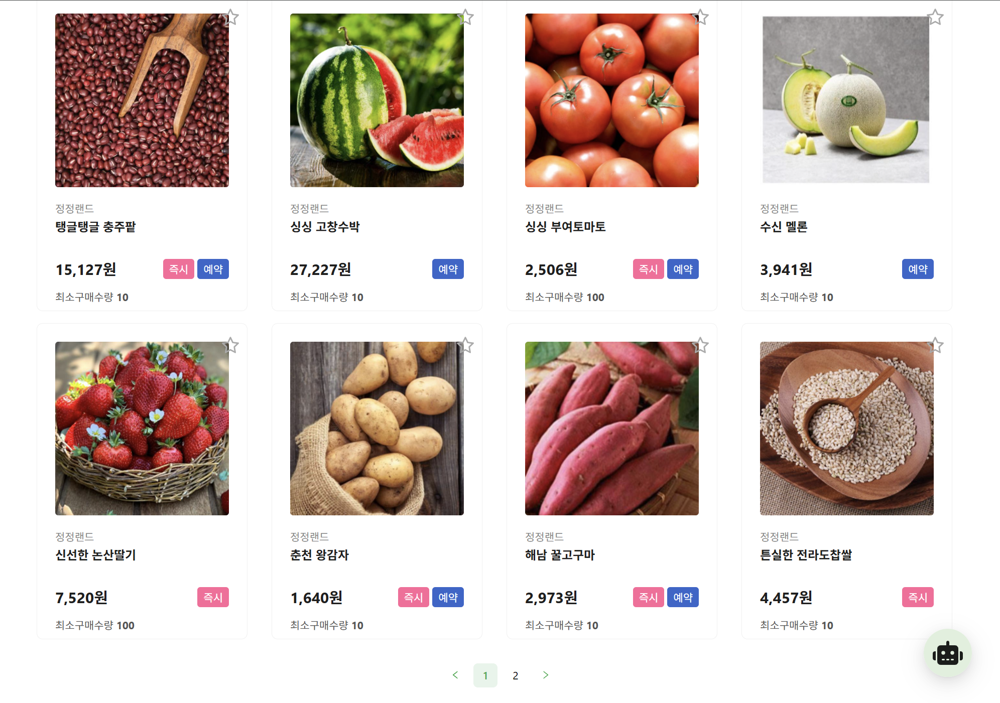 정정랜드
탱글탱글 충주팥
15,127원 즉시 예약
최소구매수량 10
정정랜드
싱싱 고창수박
27,227원 예약
최소구매수량 10
정정랜드
싱싱 부여토마토
2,506원 즉시 예약
최소구매수량 100
정정랜드
수신 멜론
3,941원 예약
최소구매수량 10
정정랜드
신선한 논산딸기
7,520원 즉시
최소구매수량 100
정정랜드
춘천 왕감자
1,640원 즉시 예약
최소구매수량 10
정정랜드
해남 꿀고구마
2,973원 즉시 예약
최소구매수량 10
정정랜드
튼실한 전라도찹쌀
4,457원 즉시
최소구매수량 10
< 1 2 >